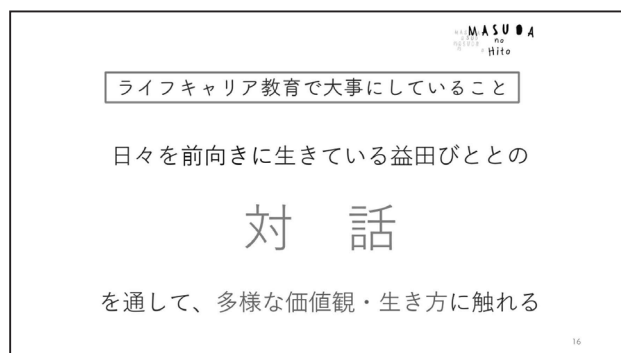 MASUDA
no
Hito
ライフキャリア教育で大事にしていること
日々を前向きに生きている益田びととの
対 話
を通して、多様な価値観・生き方に触れる
16